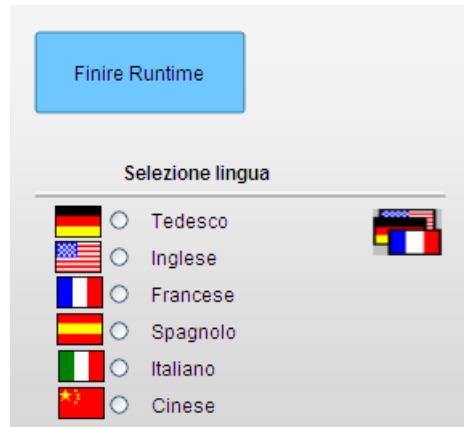 Finire Runtime
Selezione lingua
Tedesco
Inglese
Francese
Spagnolo
Italiano
Cinese